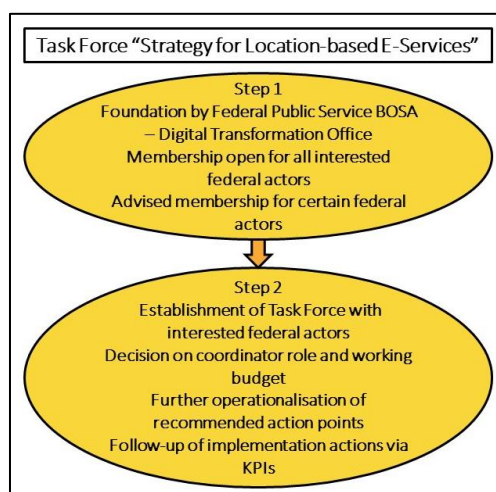 Task Force “Strategy for Location-based E-Services”
Step 1
Foundation by Federal Public Service BOSA
– Digital Transformation Office
Membership open for all interested
federal actors
Advised membership for certain federal
actors
Step 2
Establishment of Task Force with
interested federal actors
Decision on coordinator role and working
budget
Further operationalisation of
recommended action points
Follow-up of implementation actions via
KPIs